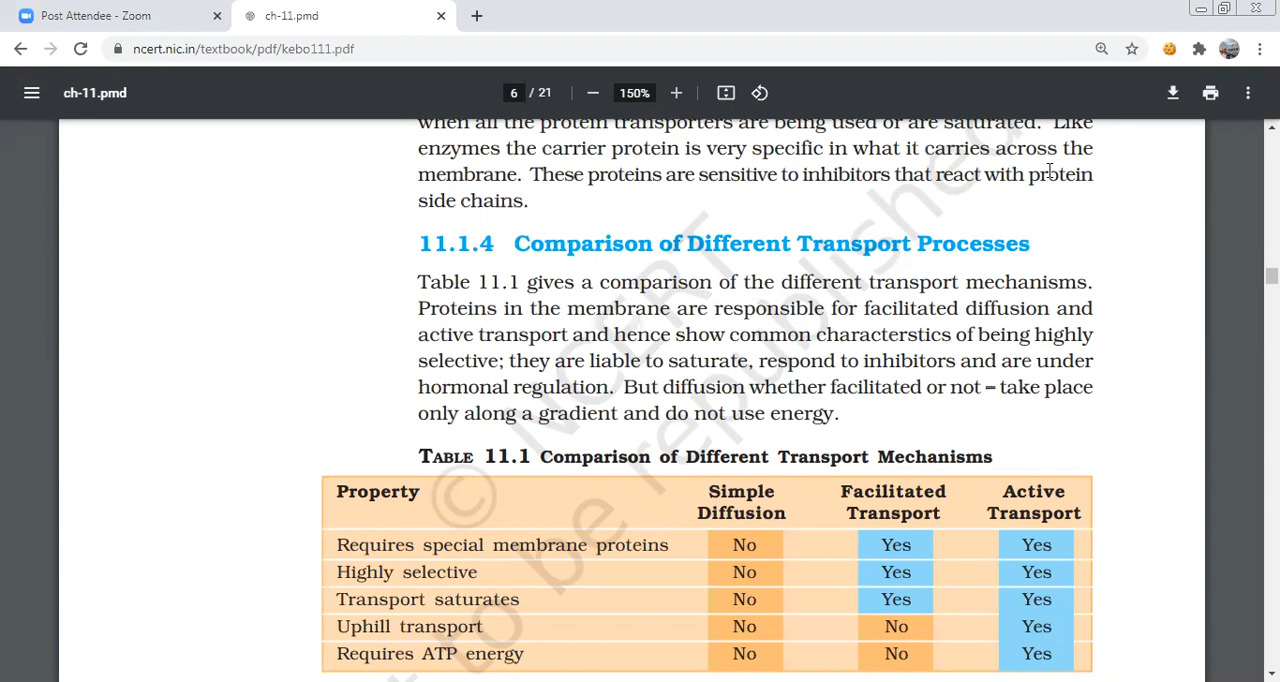 Post Attendee - Zoom
ch-11.pmd
ncert.nic.in/textbook/pdf/kebo111.pdf
ch-11.pmd
6 / 21
150%
when all the protein transporters are being used or are saturated. Like
enzymes the carrier protein is very specific in what it carries across the
membrane. These proteins are sensitive to inhibitors that react with protein
side chains.
11.1.4 Comparison of Different Transport Processes
Table 11.1 gives a comparison of the different transport mechanisms.
Proteins in the membrane are responsible for facilitated diffusion and
active transport and hence show common characterstics of being highly
selective; they are liable to saturate, respond to inhibitors and are under
hormonal regulation. But diffusion whether facilitated or not – take place
only along a gradient and do not use energy.
TABLE 11.1 Comparison of Different Transport Mechanisms
Property Simple Diffusion Facilitated Transport Active Transport
Requires special membrane proteins No Yes Yes
Highly selective No Yes Yes
Transport saturates No Yes Yes
Uphill transport No No Yes
Requires ATP energy No No Yes
© NCERT
not to be republished